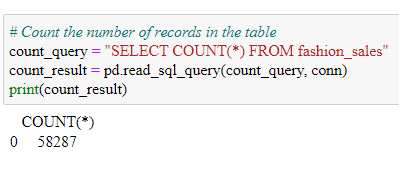 # Count the number of records in the table
count_query = "SELECT COUNT(*) FROM fashion_sales"
count_result = pd.read_sql_query(count_query, conn)
print(count_result)
COUNT(*)
0 58287